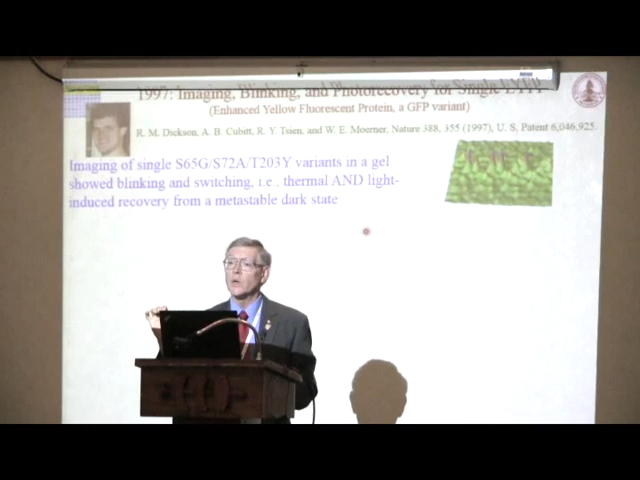 1997: Imaging, Blinking, and Photorecovery for Single EYFP
(Enhanced Yellow Fluorescent Protein, a GFP variant)
R. M. Dickson, A. B. Cubitt, R. Y. Tsien, and W. E. Moerner, Nature 388, 355 (1997), U. S. Patent 6,046,925.
Imaging of single S65G/S72A/T203Y variants in a gel
showed blinking and switching, i.e., thermal AND light-
induced recovery from a metastable dark state